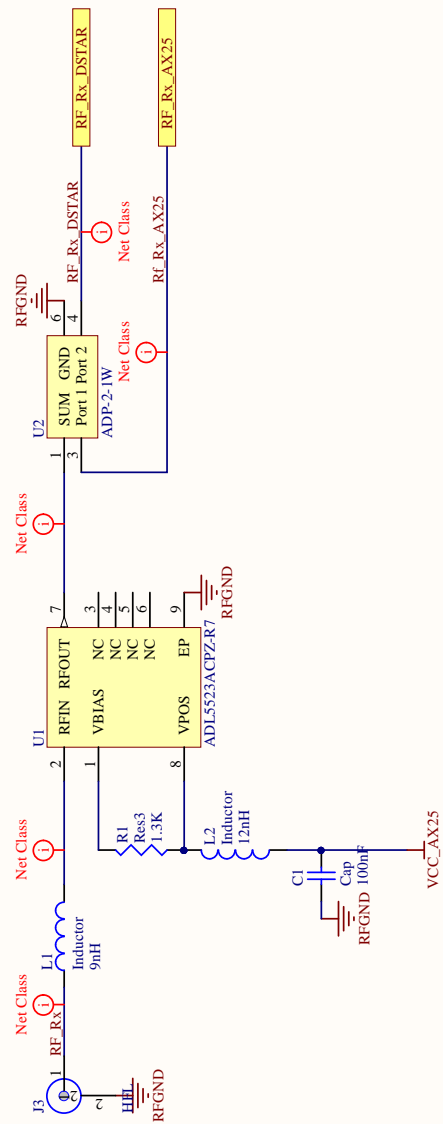 J3
1
2
2
HFL
RFGND
RF_Rx
Net Class
i
L1
Inductor
9nH
Net Class
i
U1
2
RFIN
RFOUT
7
1
VBIAS
3
NC
4
NC
5
NC
6
NC
8
VPOS
EP
9
ADL5523ACPZ-R7
RFGND
R1
Res3
1.3K
L2
Inductor
12nH
C1
Cap
100nF
RFGND
VCC_AX25
Net Class
i
U2
1
SUM
GND
6
3
Port 1
Port 2
4
ADP-2-1W
RFGND
RF_Rx_DSTAR
i
Net Class
RF_Rx_DSTAR
Net Class
i
Rf_Rx_AX25
RF_Rx_AX25